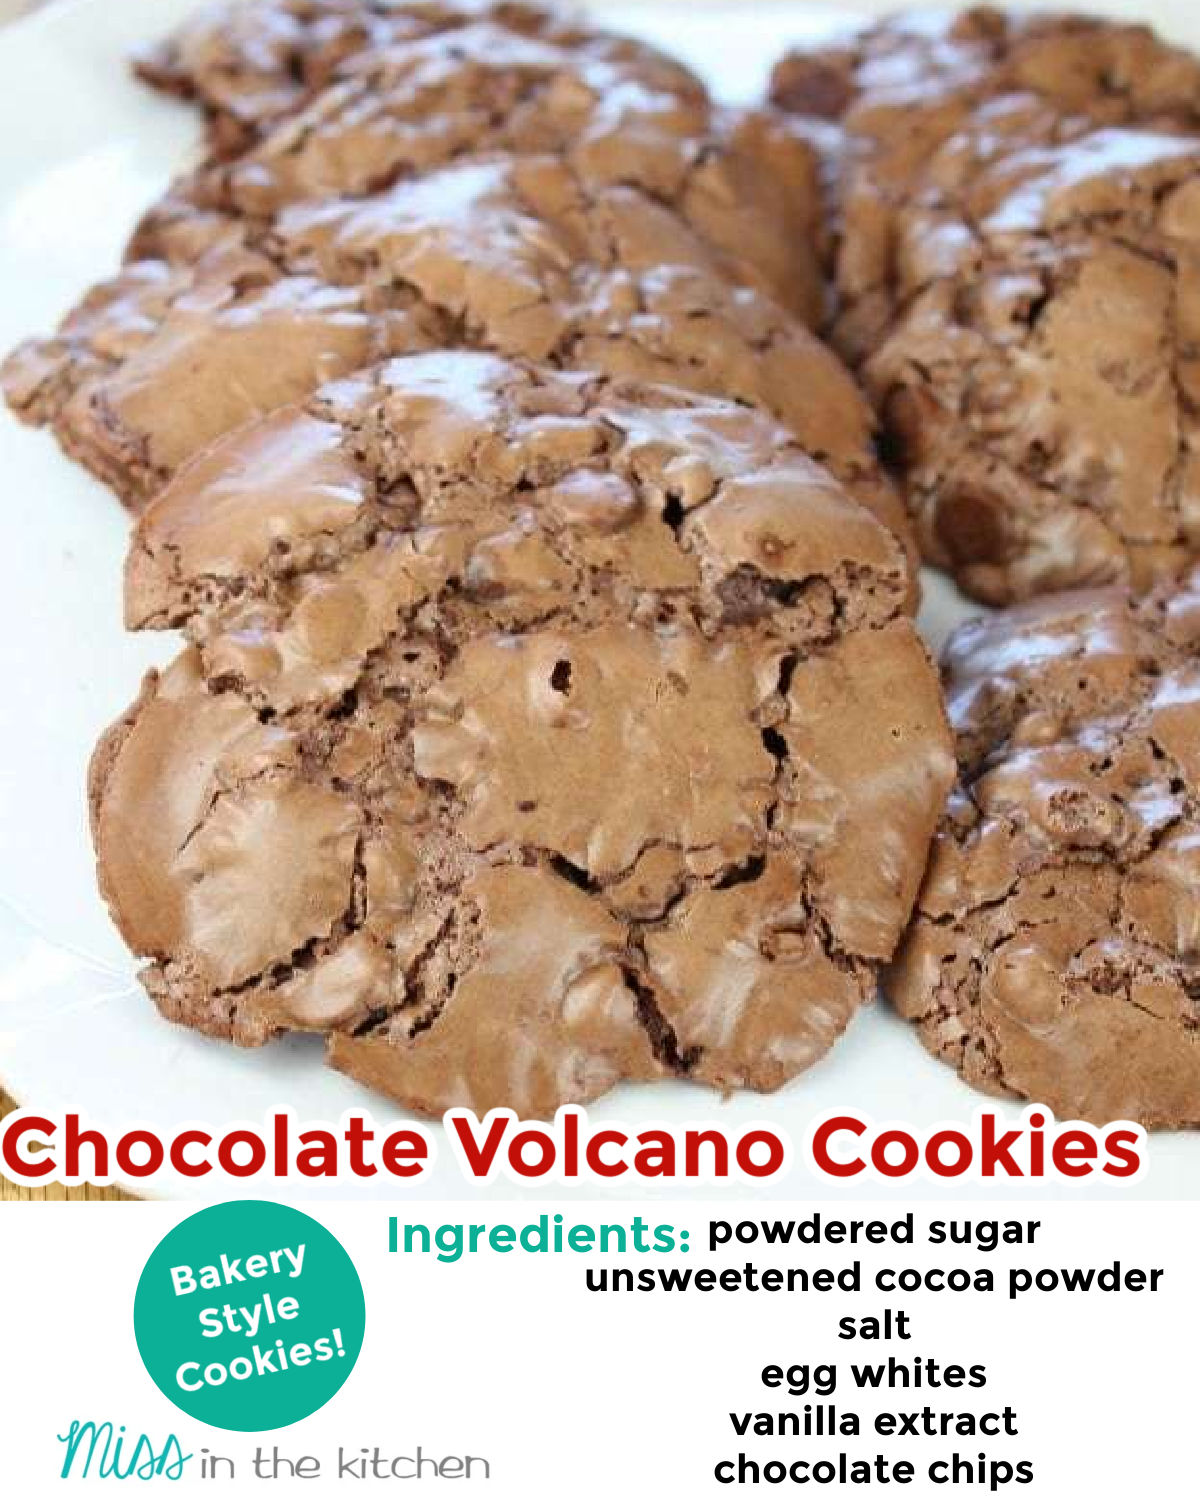 Chocolate Volcano Cookies
Bakery
Style
Cookies!
Ingredients: powdered sugar
unsweetened cocoa powder
salt
egg whites
vanilla extract
chocolate chips
Miss in the kitchen